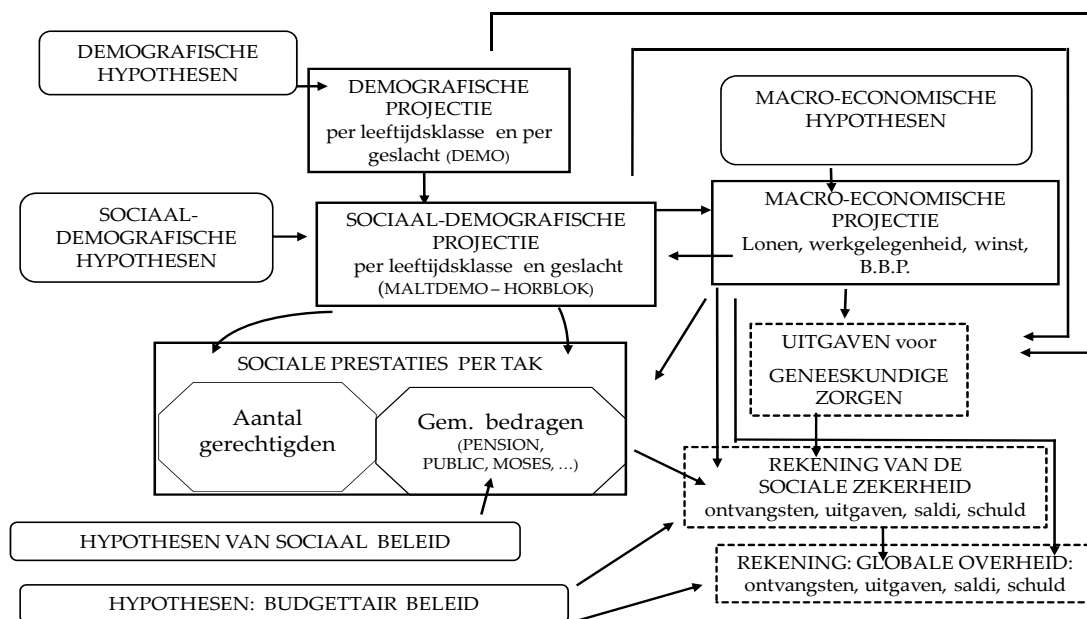 DEMOGRAFISCHE
HYPOTHESEN
DEMOGRAFISCHE
PROJECTIE
per leeftijdsklasse en per
geslacht (DEMO)
MACRO-ECONOMISCHE
HYPOTHESEN
SOCIAAL-
DEMOGRAFISCHE
HYPOTHESEN
SOCIAAL-DEMOGRAFISCHE
PROJECTIE
per leeftijdsklasse en geslacht
(MALTDEMO – HORBLOK)
MACRO-ECONOMISCHE
PROJECTIE
Lonen, werkgelegenheid, winst,
B.B.P.
SOCIALE PRESTATIES PER TAK
Aantal
gerechtigden
Gem. bedragen
(PENSION,
PUBLIC, MOSES, …)
UITGAVEN voor
GENEESKUNDIGE
ZORGEN
REKENING VAN DE
SOCIALE ZEKERHEID
ontvangsten, uitgaven, saldi, schuld
HYPOTHESEN VAN SOCIAAL BELEID
REKENING: GLOBALE OVERHEID:
ontvangsten, uitgaven, saldi, schuld
HYPOTHESEN: BUDGETTAIR BELEID